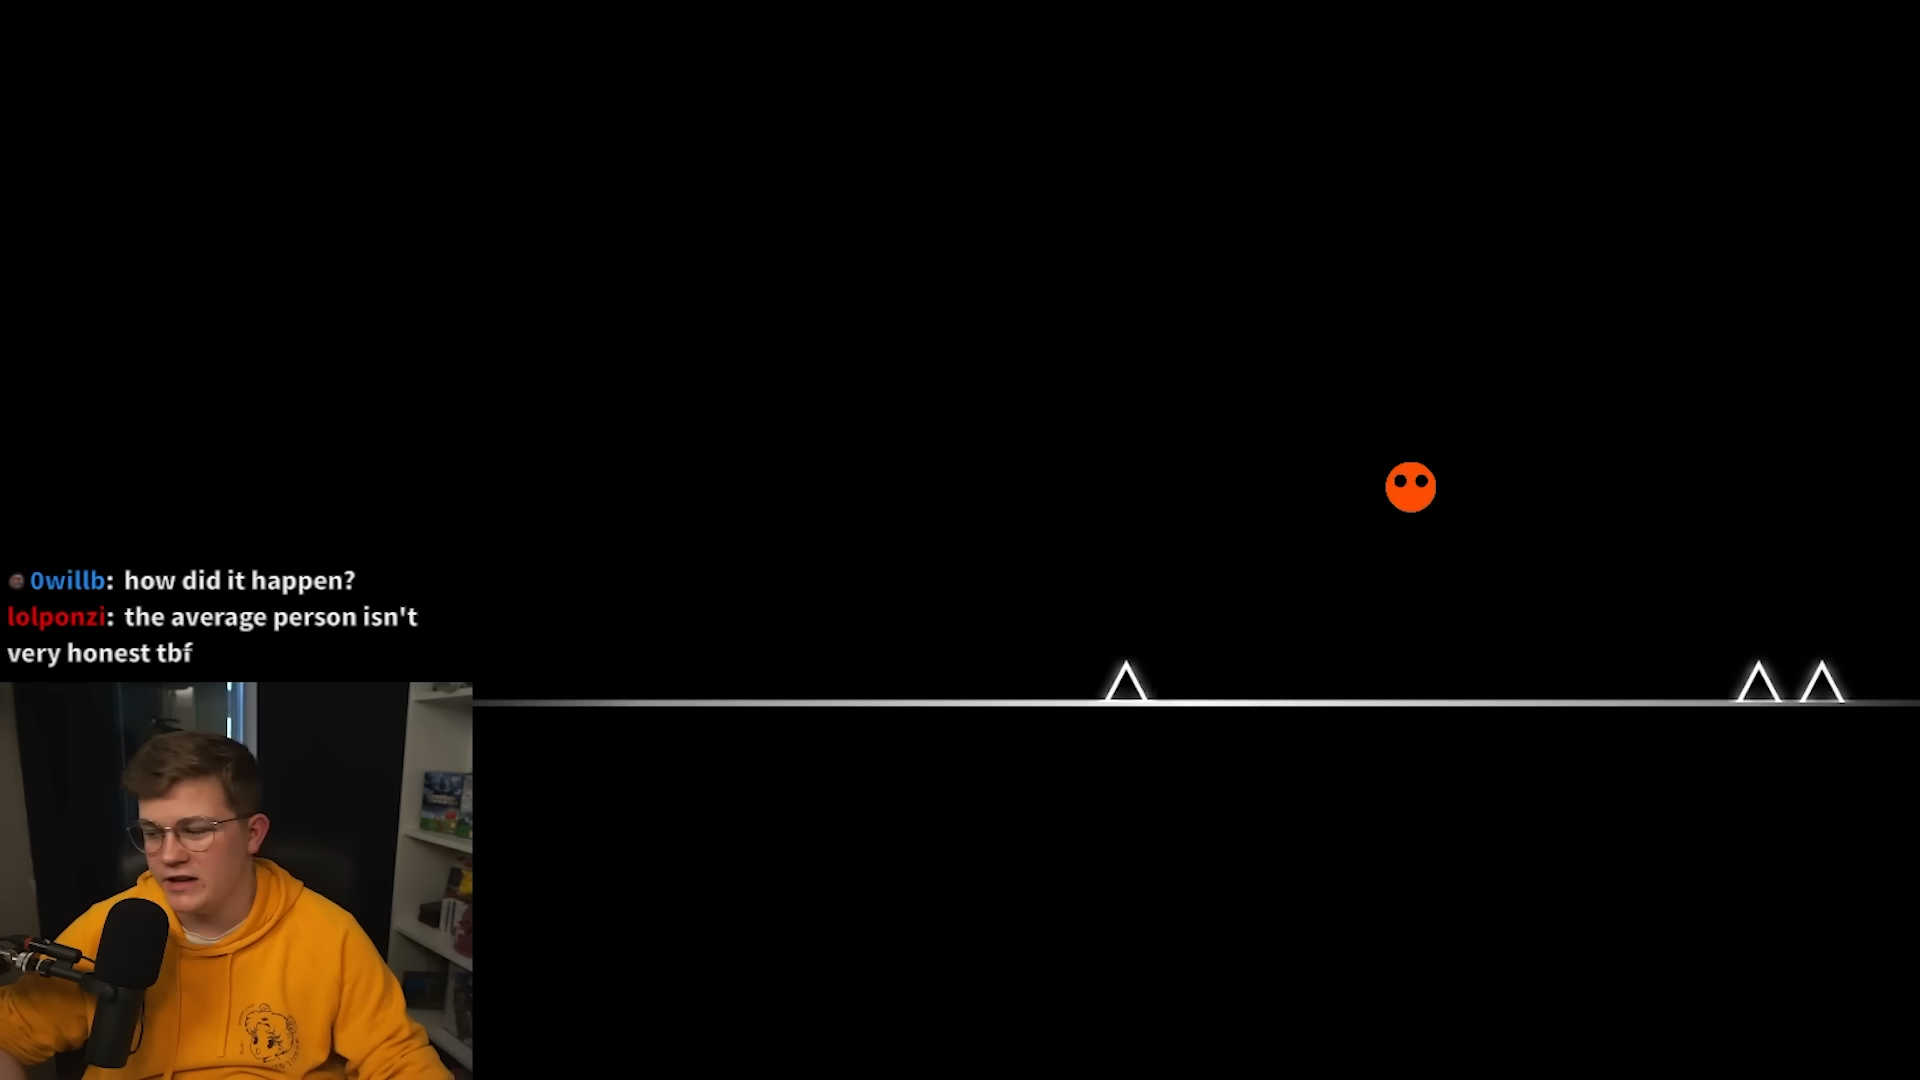 0willb: how did it happen?
lolponzi: the average person isn't
very honest tbf